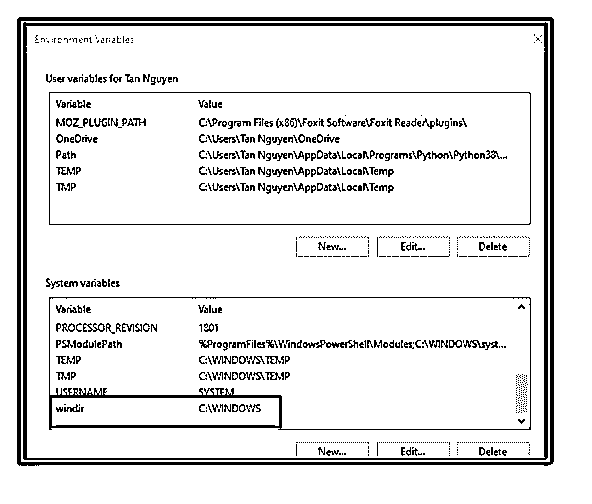 Environment Variables
User variables for Tan Nguyen
Variable Value
MOZ_PLUGIN_PATH C:\Program Files (x86)\Foxit Software\Foxit Reader\plugins\
OneDrive C:\Users\Tan Nguyen\OneDrive
Path C:\Users\Tan Nguyen\AppData\Local\Programs\Python\Python38\...
TEMP C:\Users\Tan Nguyen\AppData\Local\Temp
TMP C:\Users\Tan Nguyen\AppData\Local\Temp
New... Edit... Delete
System variables
Variable Value
PROCESSOR_REVISION 1801
PSModulePath %ProgramFiles%\WindowsPowerShell\Modules;C:\WINDOWS\syst...
TEMP C:\WINDOWS\TEMP
TMP C:\WINDOWS\TEMP
USERNAME SYSTEM
windir C:\WINDOWS
New... Edit... Delete